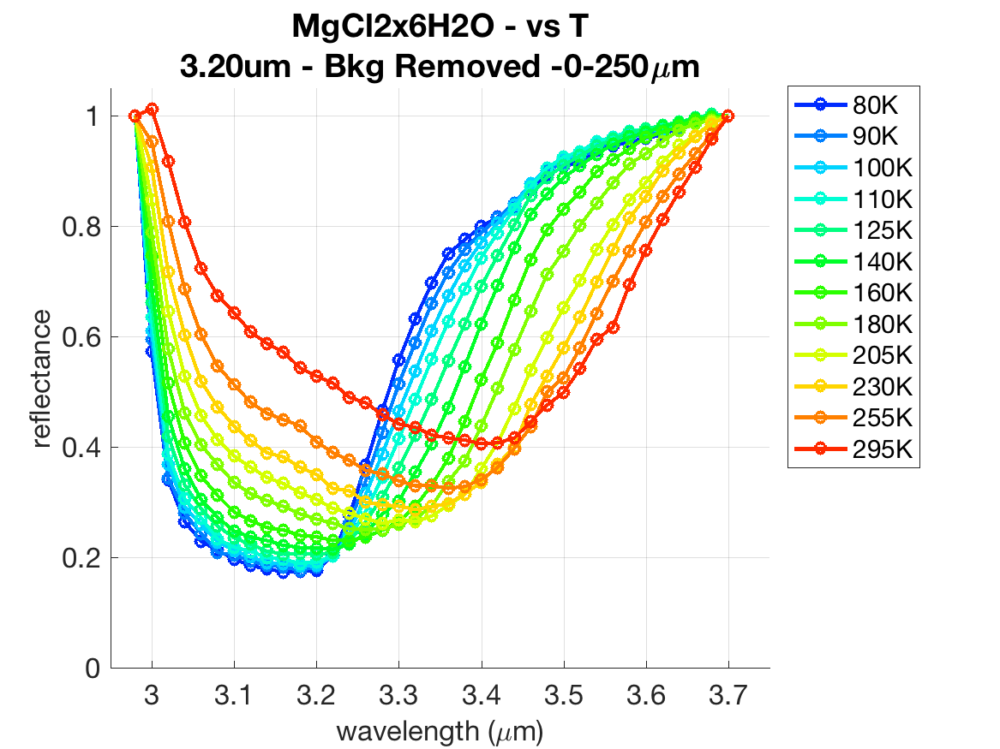 MgCl2x6H2O - vs T
3.20um - Bkg Removed -0-250μm
reflectance
1
0.8
0.6
0.4
0.2
0
3
3.1
3.2
3.3
3.4
3.5
3.6
3.7
wavelength (μm)
80K
90K
100K
110K
125K
140K
160K
180K
205K
230K
255K
295K